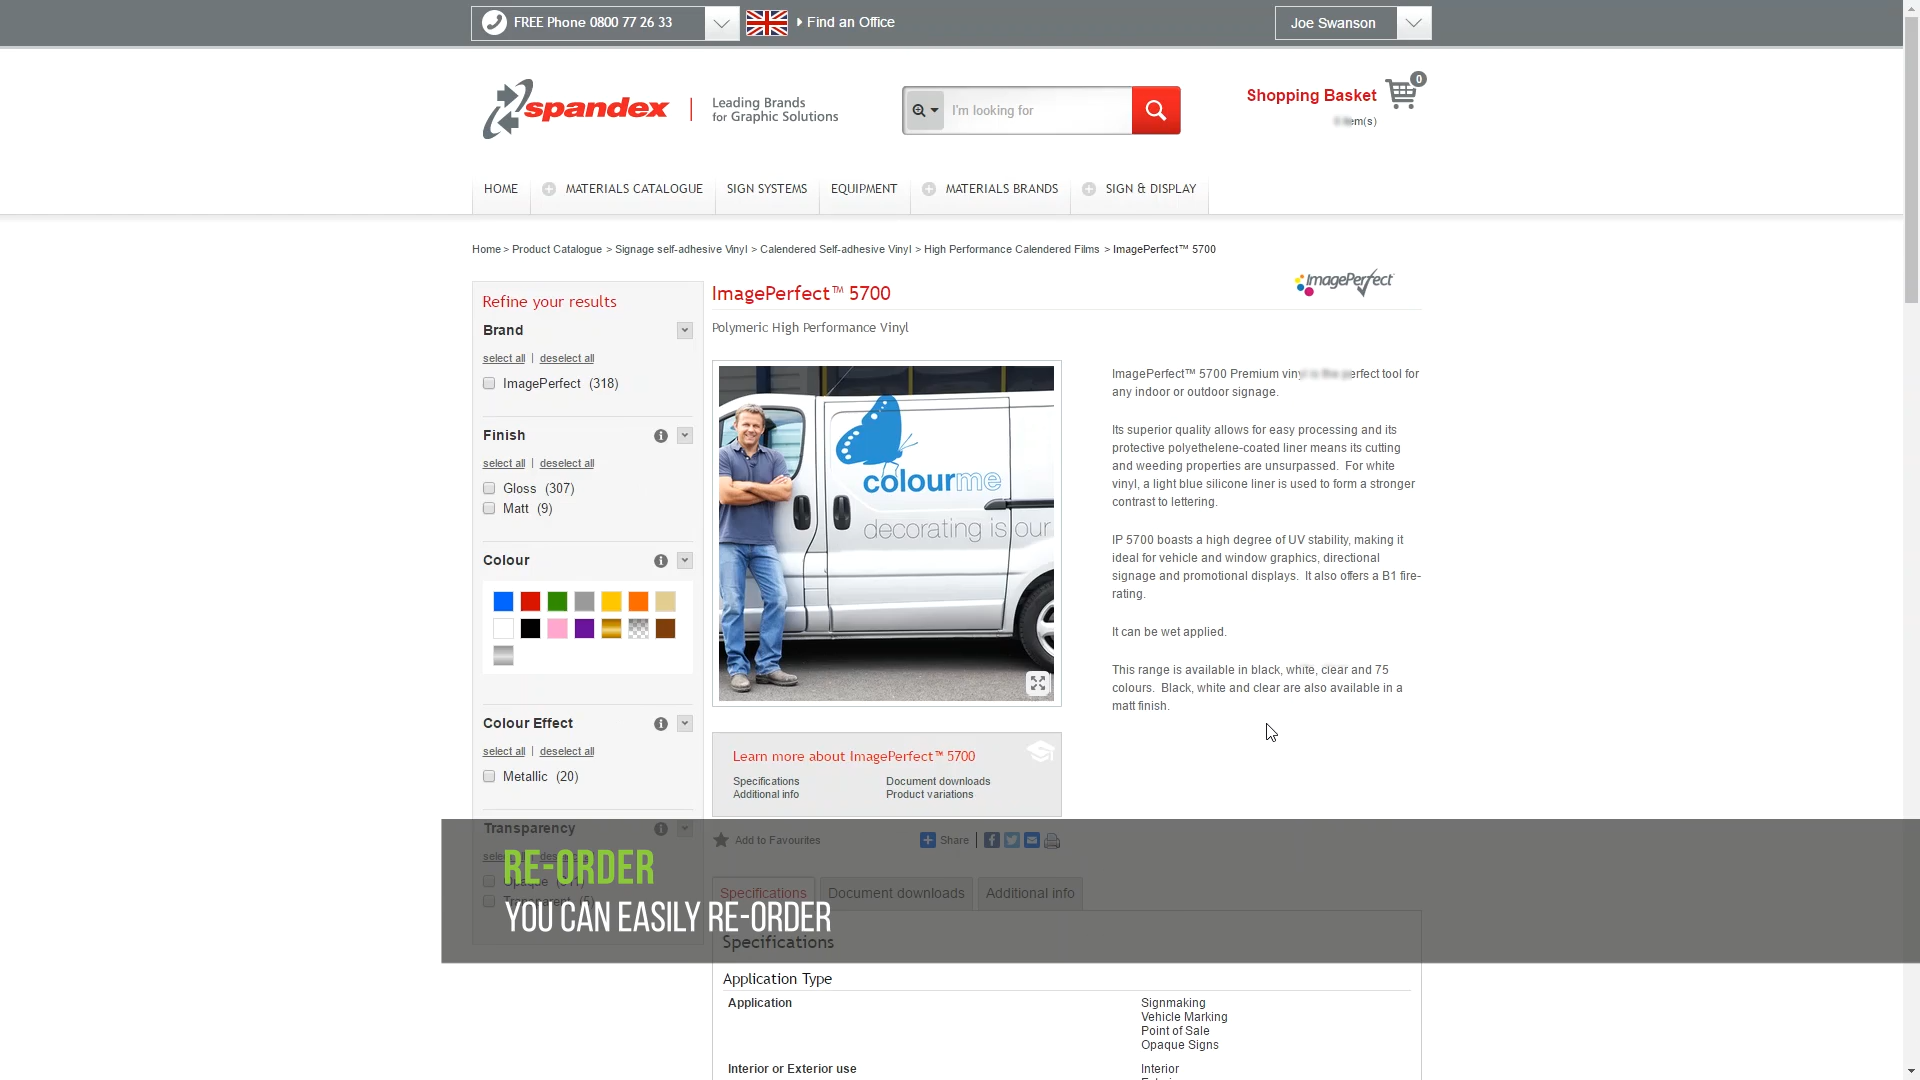 FREE Phone 0800 77 26 33
Find an Office
Joe Swanson
spandex
Leading Brands
for Graphic Solutions
I'm looking for
Shopping Basket
0
em(s)
HOME
MATERIALS CATALOGUE
SIGN SYSTEMS
EQUIPMENT
MATERIALS BRANDS
SIGN & DISPLAY
Home > Product Catalogue > Signage self-adhesive Vinyl > Calendered Self-adhesive Vinyl > High Performance Calendered Films > ImagePerfect™ 5700
Refine your results
Brand
select all | deselect all
ImagePerfect (318)
Finish
select all | deselect all
Gloss (307)
Matt (9)
Colour
Colour Effect
select all | deselect all
Metallic (20)
Transparency
ImagePerfect™ 5700
ImagePerfect
Polymeric High Performance Vinyl
colourme
decorating is our
ImagePerfect™ 5700 Premium vinyl is the perfect tool for
any indoor or outdoor signage.
Its superior quality allows for easy processing and its
protective polyethelene-coated liner means its cutting
and weeding properties are unsurpassed. For white
vinyl, a light blue silicone liner is used to form a stronger
contrast to lettering.
IP 5700 boasts a high degree of UV stability, making it
ideal for vehicle and window graphics, directional
signage and promotional displays. It also offers a B1 fire-
rating.
It can be wet applied.
This range is available in black, white, clear and 75
colours. Black, white and clear are also available in a
matt finish.
Learn more about ImagePerfect™ 5700
Specifications
Document downloads
Additional info
Product variations
Add to Favourites
Share
RE-ORDER
YOU CAN EASILY RE-ORDER
Opaque
Transparent
Specifications
Document downloads
Additional info
Specifications
Application Type
Application
Signmaking
Vehicle Marking
Point of Sale
Opaque Signs
Interior or Exterior use
Interior